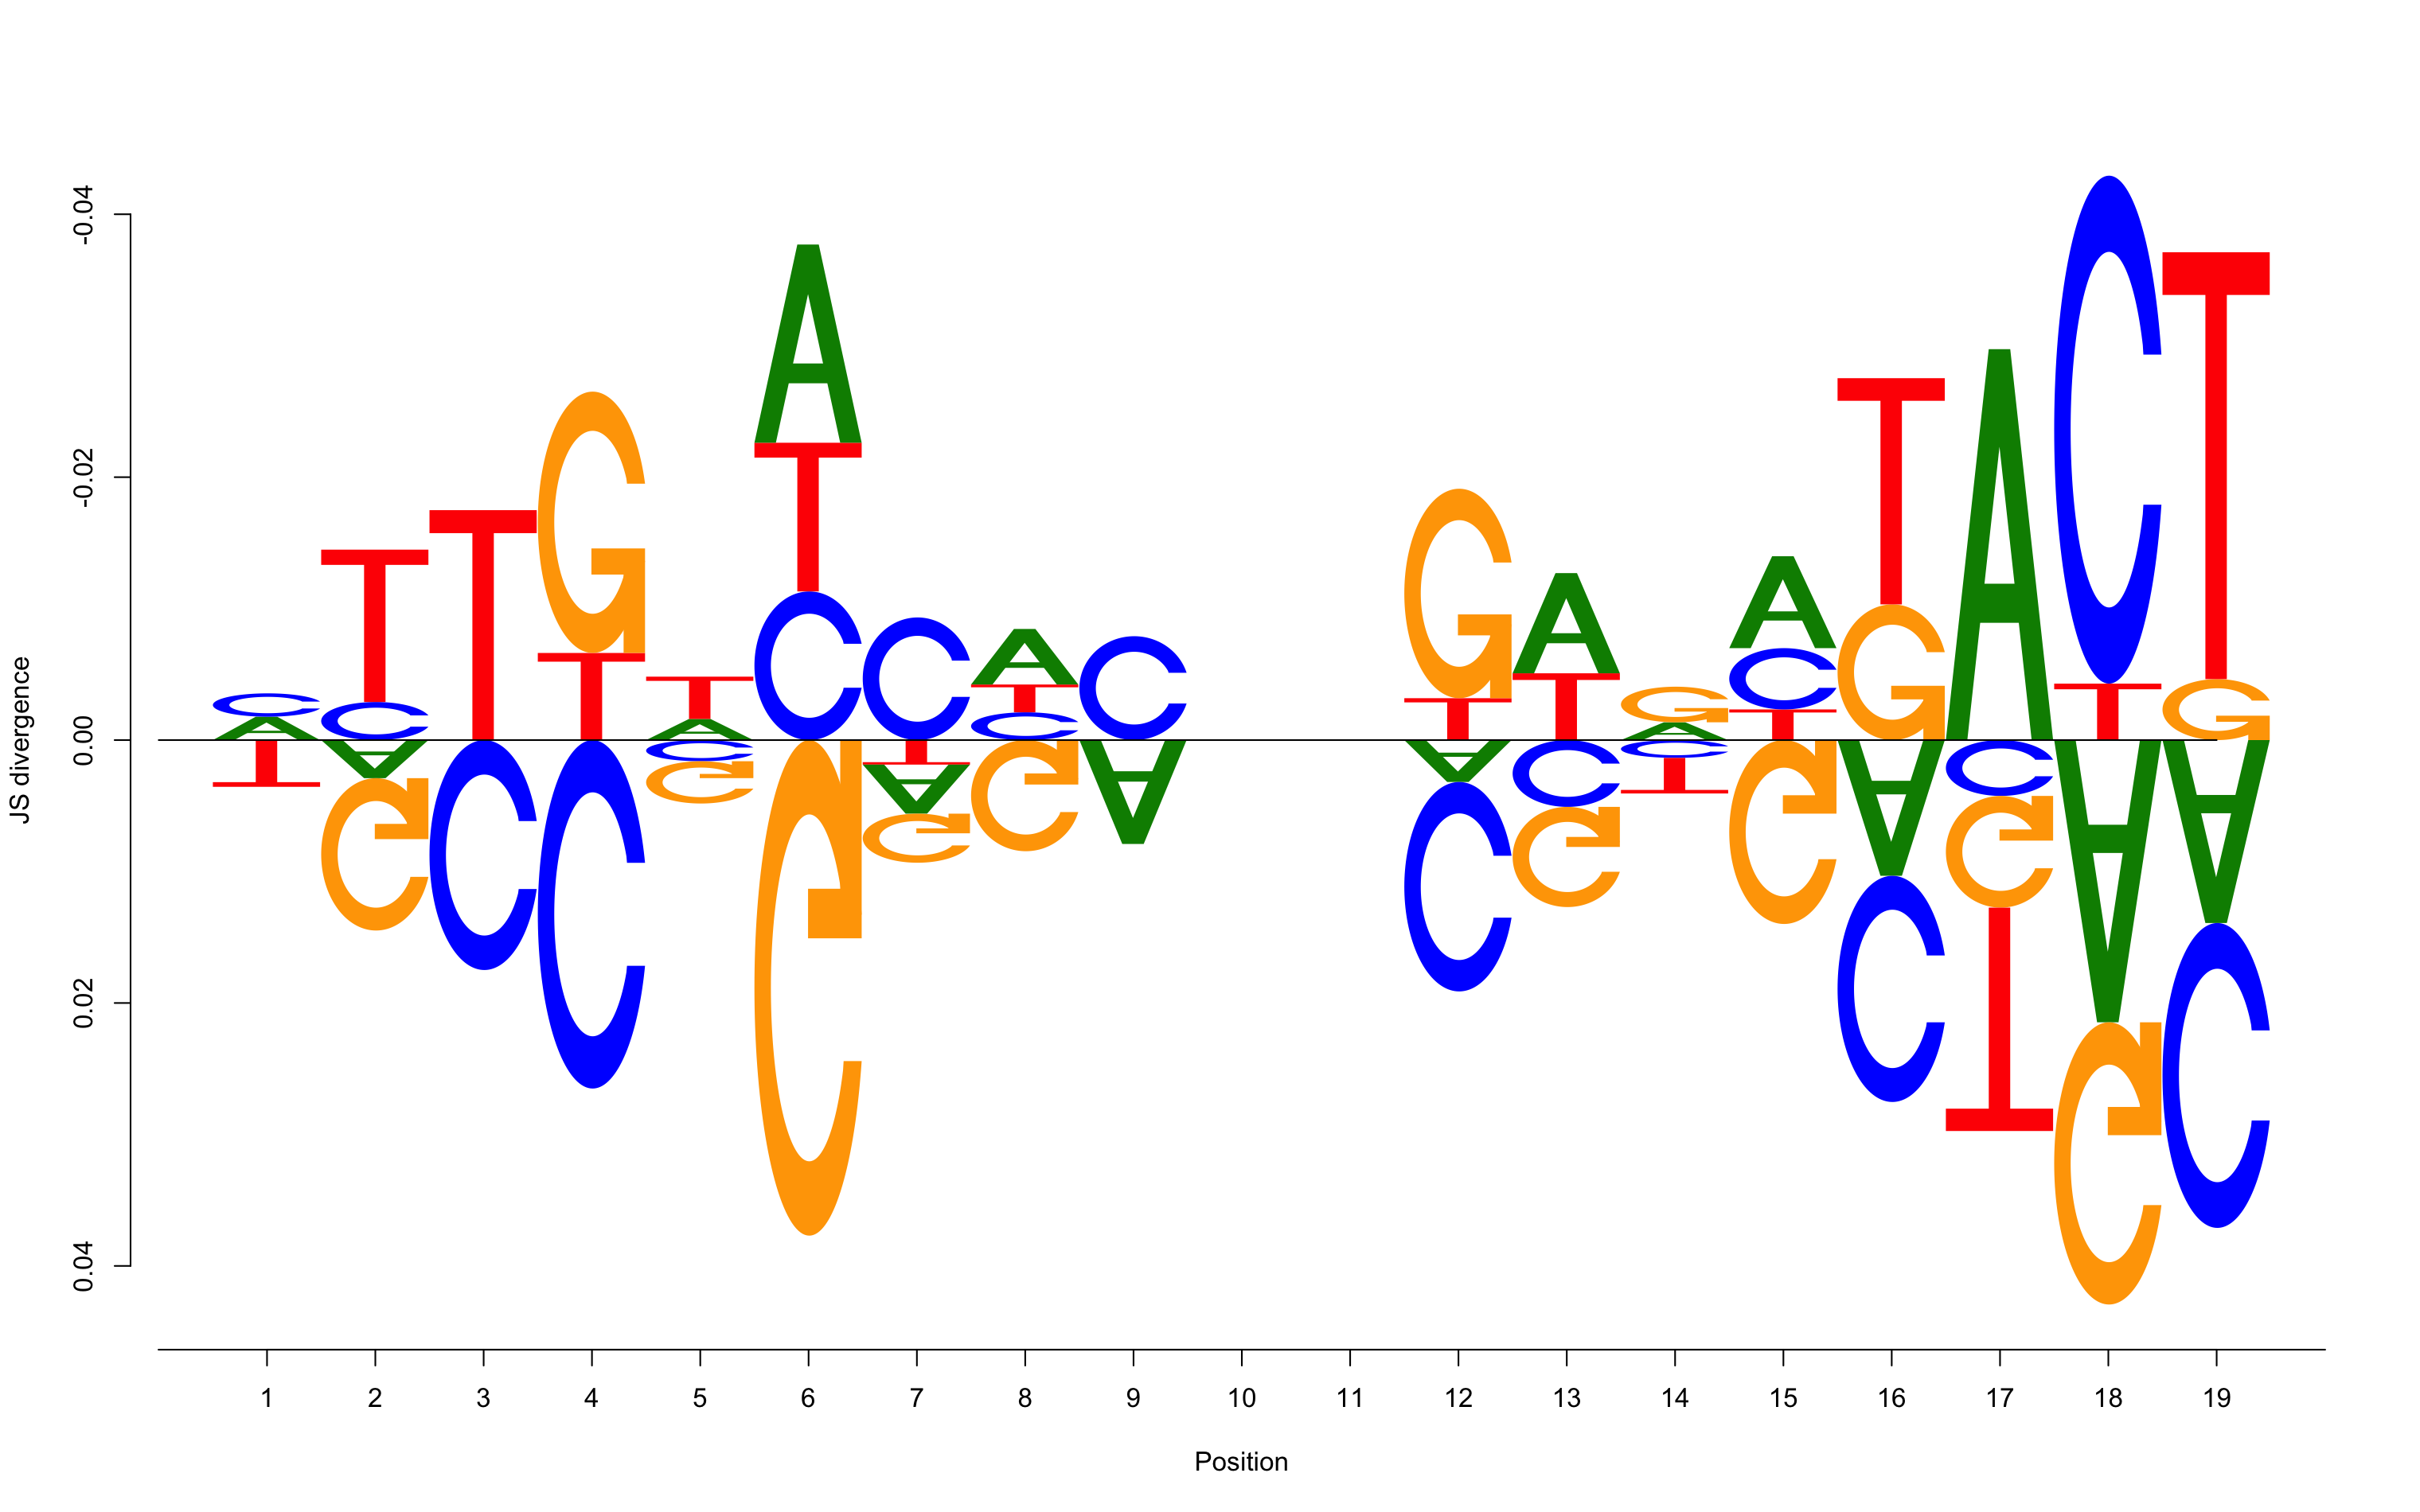 JS divergence
-0.04
-0.02
0.00
0.02
0.04
C T T G T A C A C G A G A T A C T
A C C T A T T T T A C G A T G
C C C
T A C C C G T G A A C C G A C A A
G G A G C G T C G G C
G T
1 2 3 4 5 6 7 8 9 10 11 12 13 14 15 16 17 18 19
Position